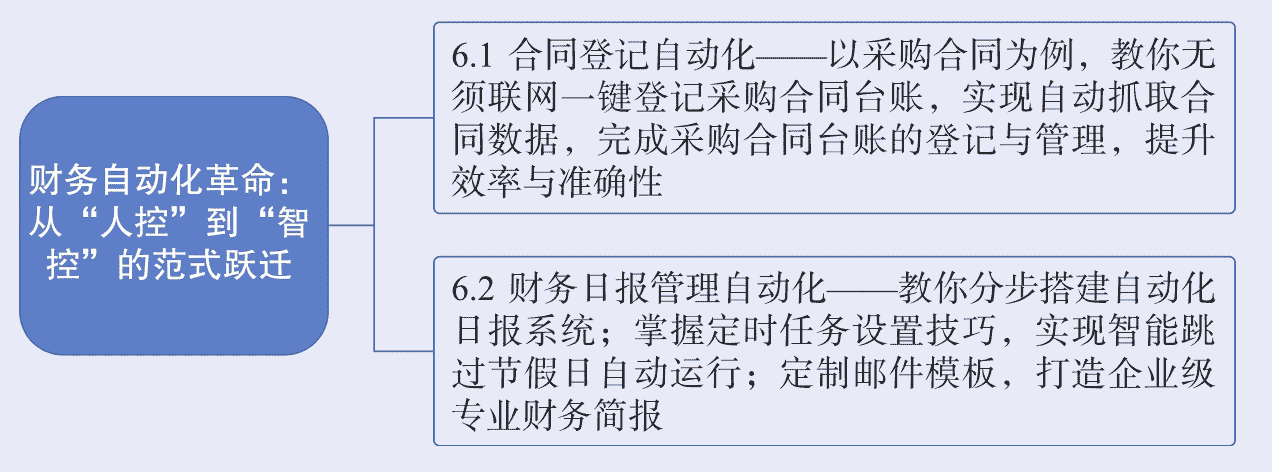 财务自动化革命：
从“人控”到“智
控”的范式跃迁
6.1 合同登记自动化——以采购合同为例，教你无
须联网一键登记采购合同台账，实现自动抓取合
同数据，完成采购合同台账的登记与管理，提升
效率与准确性
6.2 财务日报管理自动化——教你分步搭建自动化
日报系统；掌握定时任务设置技巧，实现智能跳
过节假日自动运行；定制邮件模板，打造企业级
专业财务简报